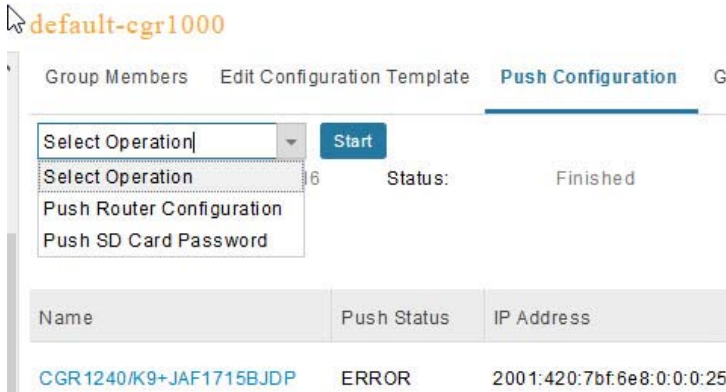 default-cgr1000
Group Members Edit Configuration Template Push Configuration G
Select Operation Start
Select Operation 16 Status: Finished
Push Router Configuration
Push SD Card Password
Name Push Status IP Address
CGR1240/K9+JAF1715BJDP ERROR 2001:420:7bf:6e8:0:0:0:25